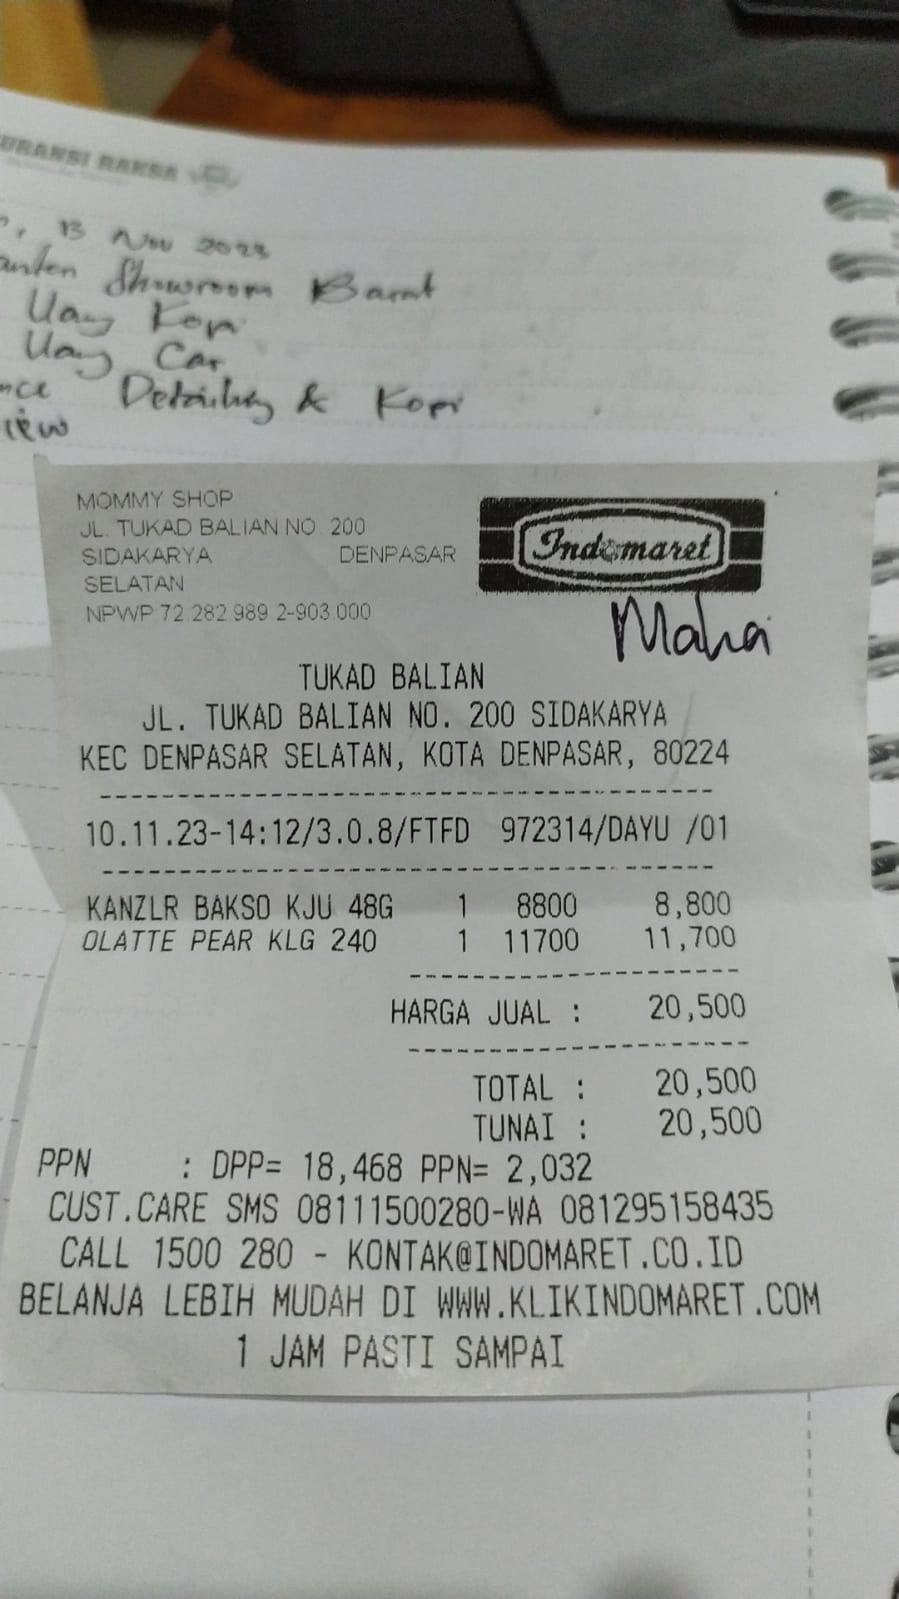 URANSI RAKSA
13 Nov 2023
Showroom Barat
Uang Kopi
Uang Car
Detailing & Kopi
MOMMY SHOP
JL. TUKAD BALIAN NO 200
SIDAKARYA DENPASAR
SELATAN
NPWP 72.282.989.2-903.000
Indomaret
TUKAD BALIAN
JL. TUKAD BALIAN NO. 200 SIDAKARYA
KEC DENPASAR SELATAN, KOTA DENPASAR, 80224
10.11.23-14:12/3.0.8/FTFD 972314/DAYU /01
KANZLR BAKSO KJU 48G 1 8800 8,800
OLATTE PEAR KLG 240 1 11700 11,700
HARGA JUAL : 20,500
TOTAL : 20,500
TUNAI : 20,500
PPN : DPP= 18,468 PPN= 2,032
CUST.CARE SMS 08111500280-WA 081295158435
CALL 1500 280 - KONTAK@INDOMARET.CO.ID
BELANJA LEBIH MUDAH DI WWW.KLIKINDOMARET.COM
1 JAM PASTI SAMPAI